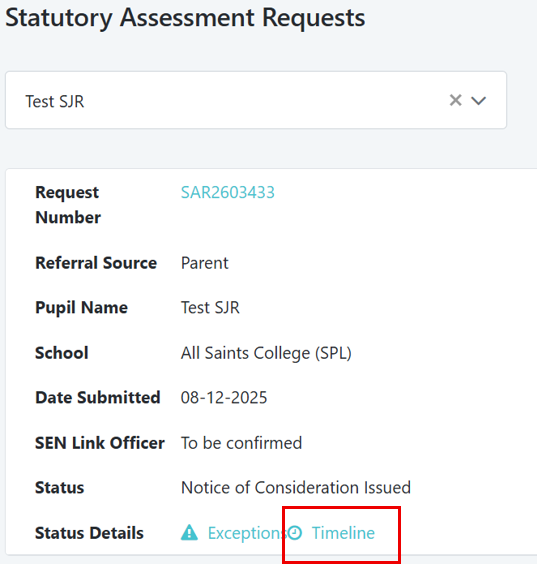 Statutory Assessment Requests
Test SJR
Request Number SAR2603433
Referral Source Parent
Pupil Name Test SJR
School All Saints College (SPL)
Date Submitted 08-12-2025
SEN Link Officer To be confirmed
Status Notice of Consideration Issued
Status Details Exceptions Timeline